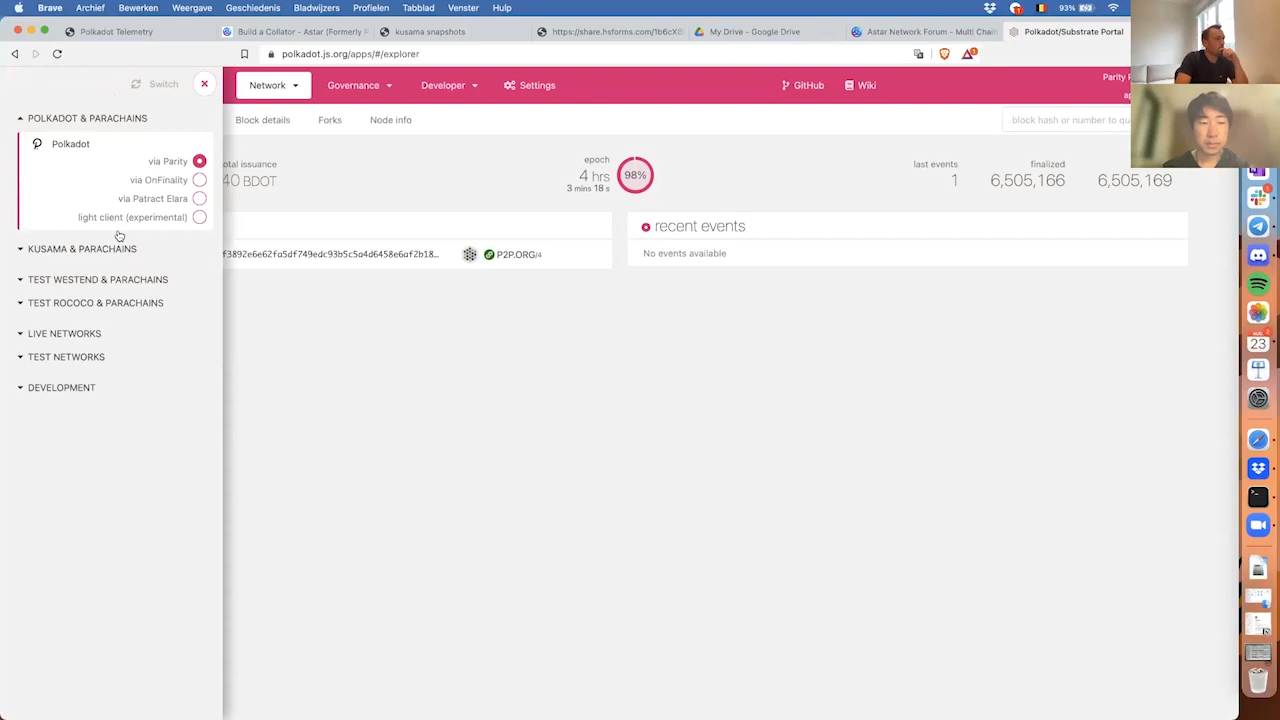 Brave Archief Bewerken Weergave Geschiedenis Bladwijzers Profielen Tabblad Venster Hulp 93%
Polkadot Telemetry
Build a Collator - Astar (Formerly
kusama snapshots
https://share.hsforms.com/1b6cX8
My Drive - Google Drive
Astar Network Forum - Multi Chain
Polkadot/Substrate Portal
polkadot.js.org/apps/#/explorer
Switch
Network
Governance
Developer
Settings
GitHub
Wiki
Parity P
Block details
Forks
Node info
block hash or number to qu
POLKADOT & PARACHAINS
Polkadot
via Parity
via OnFinality
via Patract Elara
light client (experimental)
KUSAMA & PARACHAINS
TEST WESTEND & PARACHAINS
TEST ROCOCO & PARACHAINS
LIVE NETWORKS
TEST NETWORKS
DEVELOPMENT
otal issuance
40 BDOT
epoch
4 hrs
3 mins 18 s
98%
last events
1
finalized
6,505,166
6,505,169
recent events
No events available
f3892e6e62fa5df749edc93b5c5a4d6458e6af2b18...
P2P.ORG/4
AUG
23